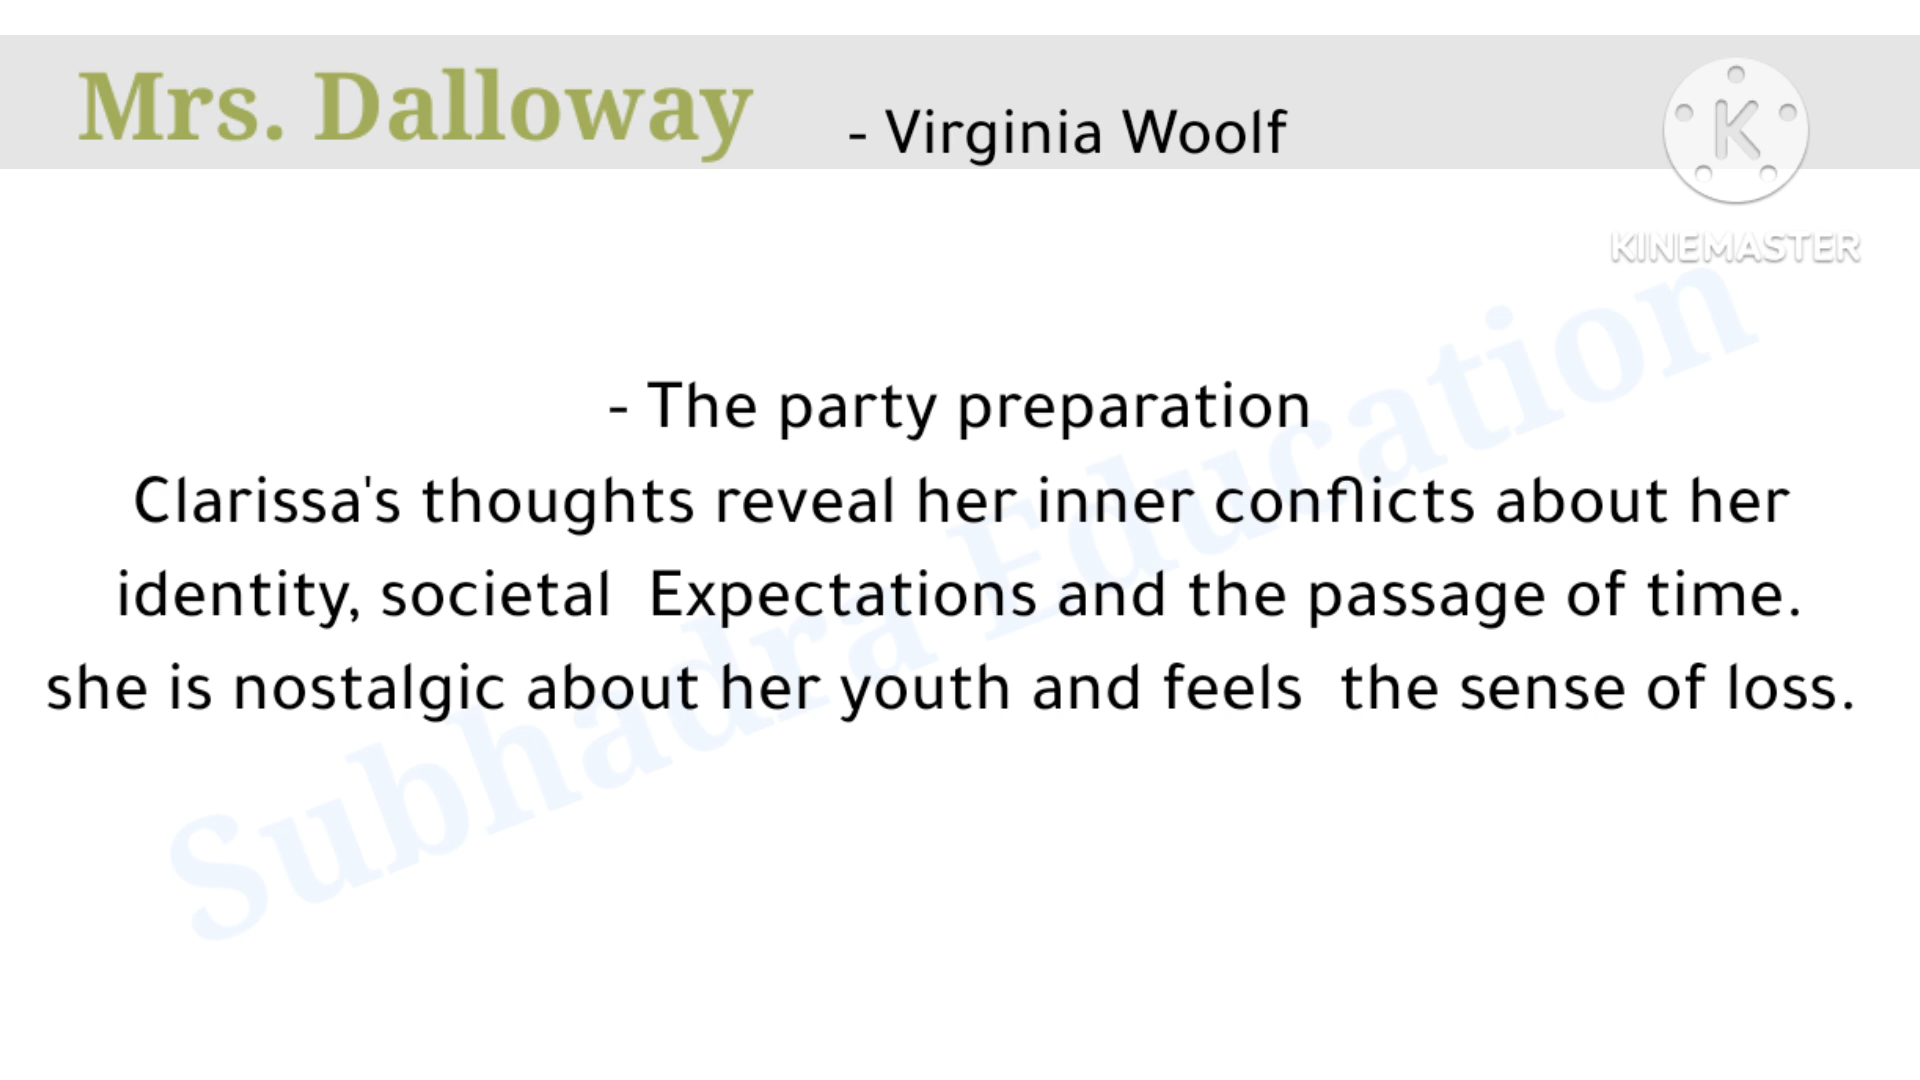 Mrs. Dalloway - Virginia Woolf
K
KINEMASTER
- The party preparation
Clarissa's thoughts reveal her inner conflicts about her
identity, societal  Expectations and the passage of time.
she is nostalgic about her youth and feels  the sense of loss.
Subhadra Education